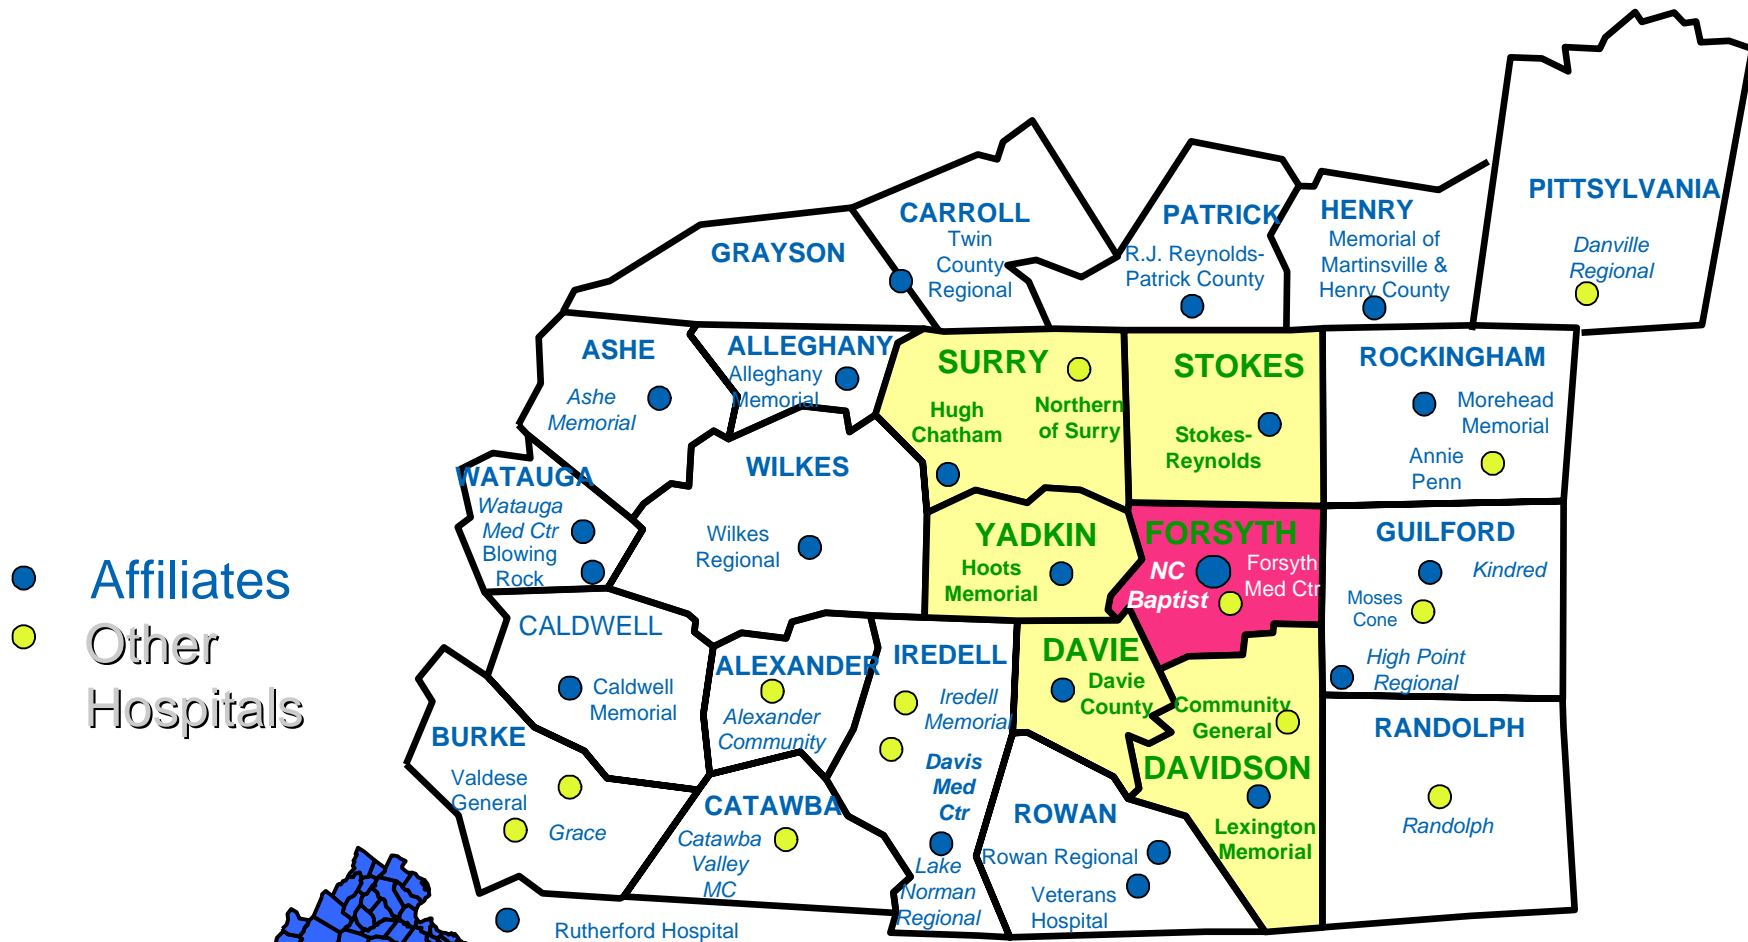 PITTSYLVANIA
Danville
Regional
CARROLL
Twin
County
Regional
PATRICK
R.J. Reynolds-
Patrick County
HENRY
Memorial of
Martinsville &
Henry County
GRAYSON
ASHE
Ashe
Memorial
ALLEGHANY
Alleghany
Memorial
SURRY
Hugh
Chatham
Northern
of Surry
STOKES
Stokes-
Reynolds
ROCKINGHAM
Morehead
Memorial
Annie
Penn
WATAUGA
Watauga
Med Ctr
Blowing
Rock
WILKES
Wilkes
Regional
YADKIN
Hoots
Memorial
FORSYTH
NC
Baptist
Forsyth
Med Ctr
GUILFORD
Kindred
Moses
Cone
High Point
Regional
Affiliates
Other
Hospitals
CALDWELL
Caldwell
Memorial
ALEXANDER
Alexander
Community
IREDELL
Iredell
Memorial
Davis
Med
Ctr
Lake
Norman
Regional
DAVIE
Davie
County
Community
General
DAVIDSON
Lexington
Memorial
RANDOLPH
Randolph
BURKE
Valdese
General
Grace
CATAWBA
Catawba
Valley
MC
ROWAN
Rowan Regional
Veterans
Hospital
Rutherford Hospital